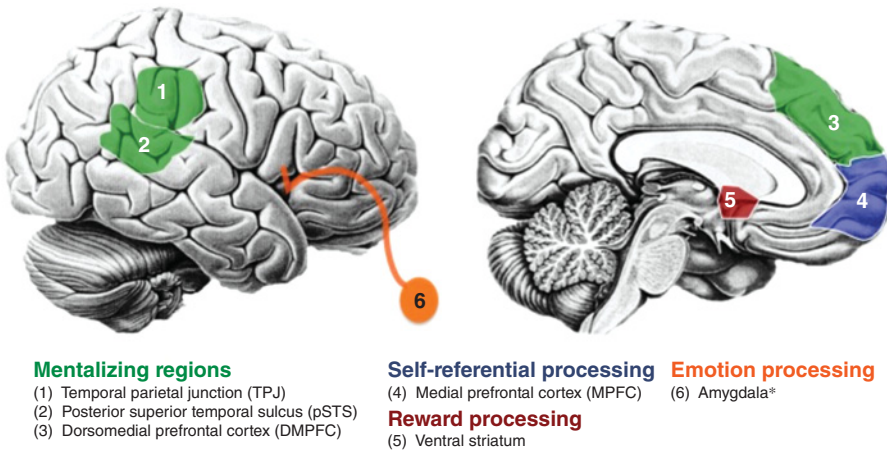 1
2
3
4
5
6
Mentalizing regions
(1) Temporal parietal junction (TPJ)
(2) Posterior superior temporal sulcus (pSTS)
(3) Dorsomedial prefrontal cortex (DMPFC)
Self-referential processing
(4) Medial prefrontal cortex (MPFC)
Reward processing
(5) Ventral striatum
Emotion processing
(6) Amygdala*